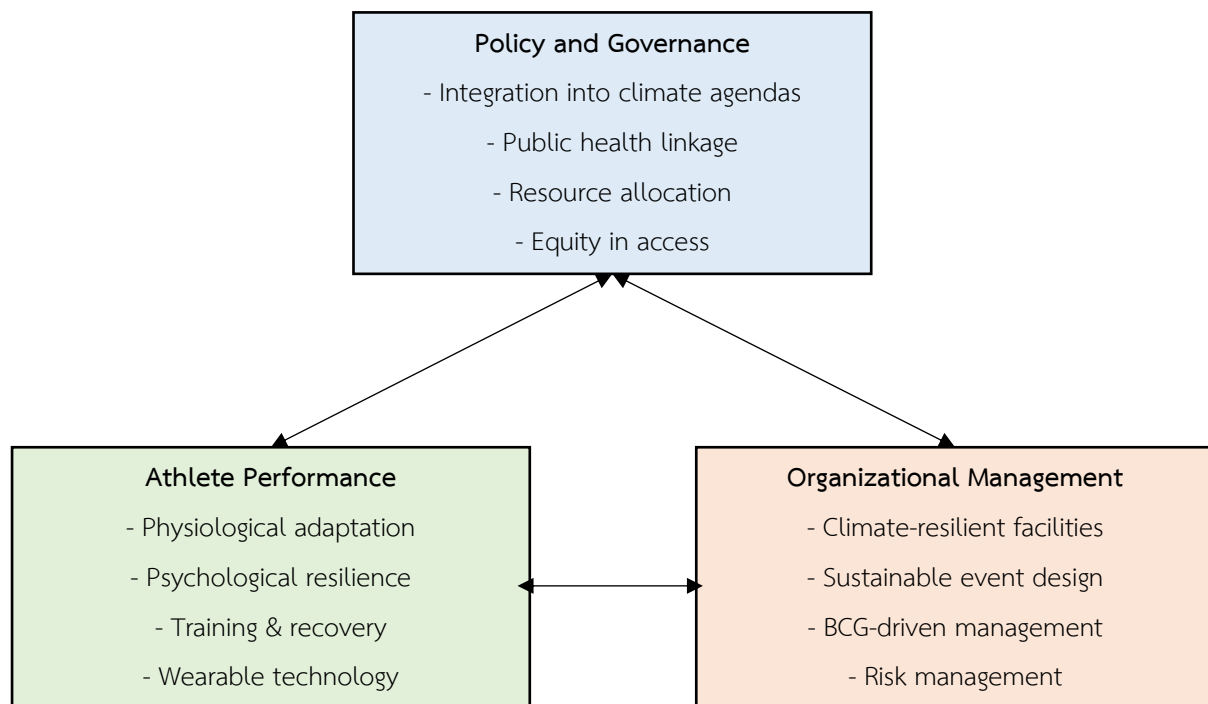 Policy and Governance
- Integration into climate agendas
- Public health linkage
- Resource allocation
- Equity in access
Athlete Performance
- Physiological adaptation
- Psychological resilience
- Training & recovery
- Wearable technology
Organizational Management
- Climate-resilient facilities
- Sustainable event design
- BCG-driven management
- Risk management